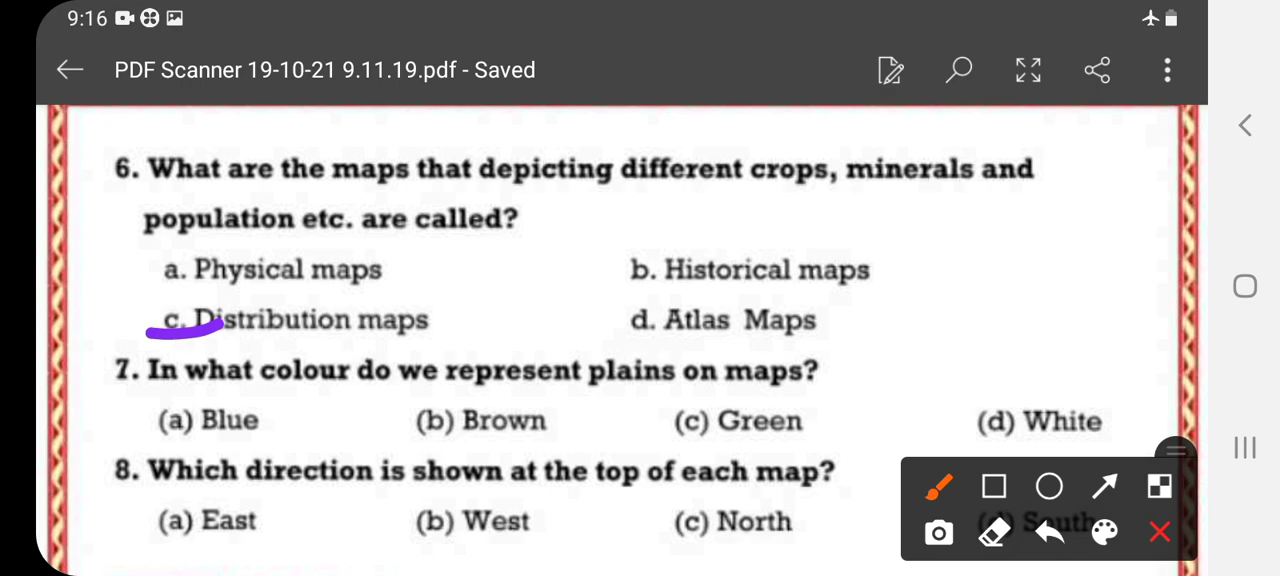 9:16
PDF Scanner 19-10-21 9.11.19.pdf - Saved
6. What are the maps that depicting different crops, minerals and
population etc. are called?
a. Physical maps b. Historical maps
c. Distribution maps d. Atlas Maps
7. In what colour do we represent plains on maps?
(a) Blue (b) Brown (c) Green (d) White
8. Which direction is shown at the top of each map?
(a) East (b) West (c) North (d) South